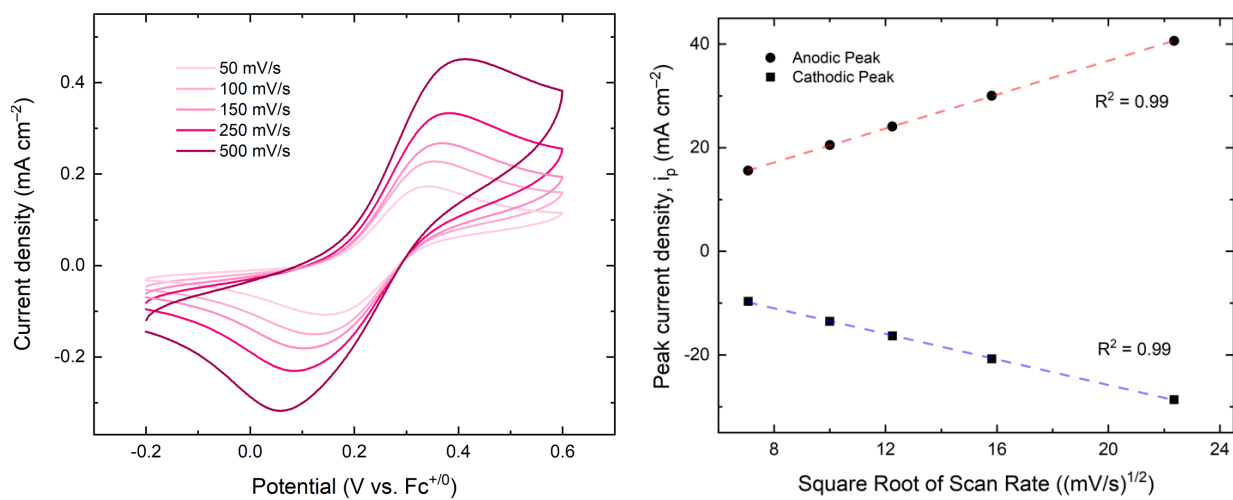 Current density (mA cm⁻²)
0.4
0.2
0.0
-0.2
50 mV/s
100 mV/s
150 mV/s
250 mV/s
500 mV/s
-0.2
0.0
0.2
0.4
0.6
Potential (V vs. Fc⁺ᐟ⁰)
Peak current density, iₚ (mA cm⁻²)
40
20
0
-20
Anodic Peak
Cathodic Peak
R² = 0.99
R² = 0.99
8
12
16
20
24
Square Root of Scan Rate ((mV/s)¹ᐟ²)